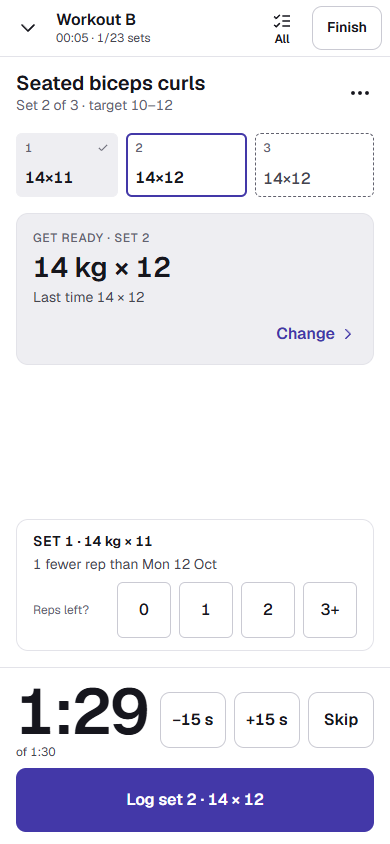 Workout B
00:05 · 1/23 sets
All
Finish
Seated biceps curls
Set 2 of 3 · target 10–12
1
14×11
2
14×12
3
14×12
GET READY · SET 2
14 kg × 12
Last time 14 × 12
Change
SET 1 · 14 kg × 11
1 fewer rep than Mon 12 Oct
Reps left?
0
1
2
3+
1:29
of 1:30
−15 s
+15 s
Skip
Log set 2 · 14 × 12